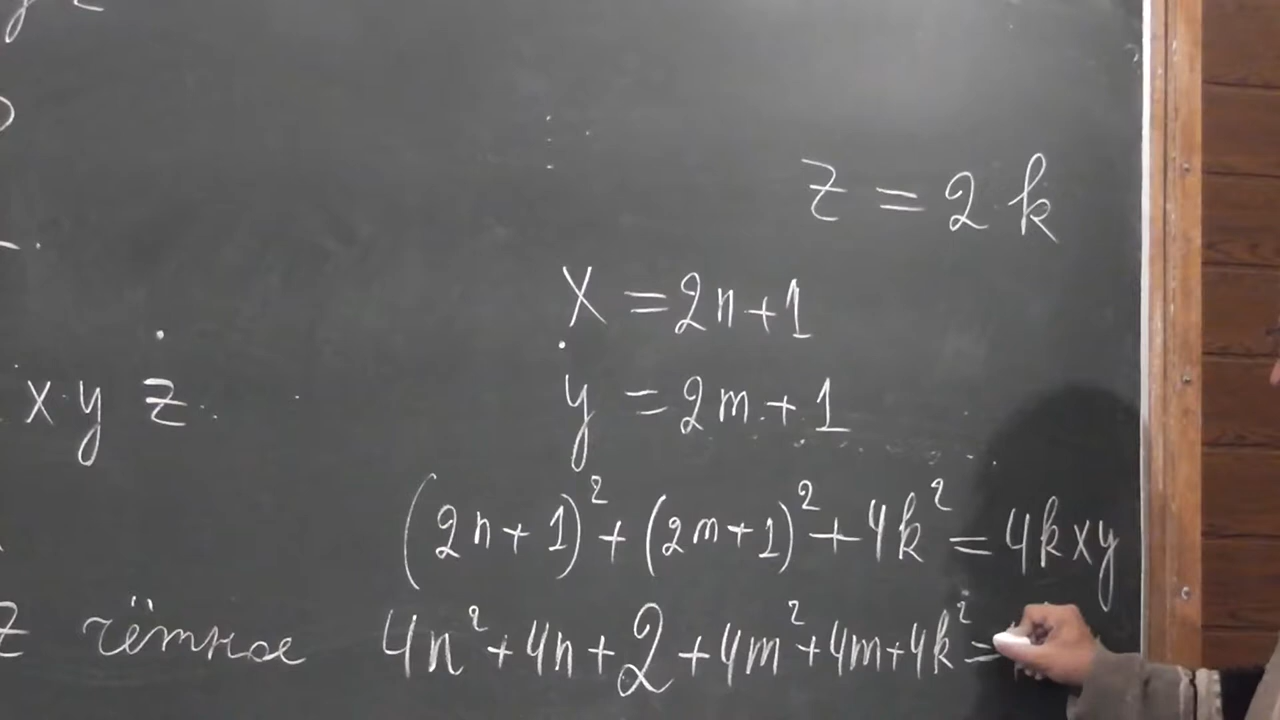 z = 2k
x = 2n+1
x·y z
y = 2m+1
(2n+1)² + (2m+1)² + 4k² = 4kxy
z чётное
4n² + 4n + 2 + 4m² + 4m + 4k² =